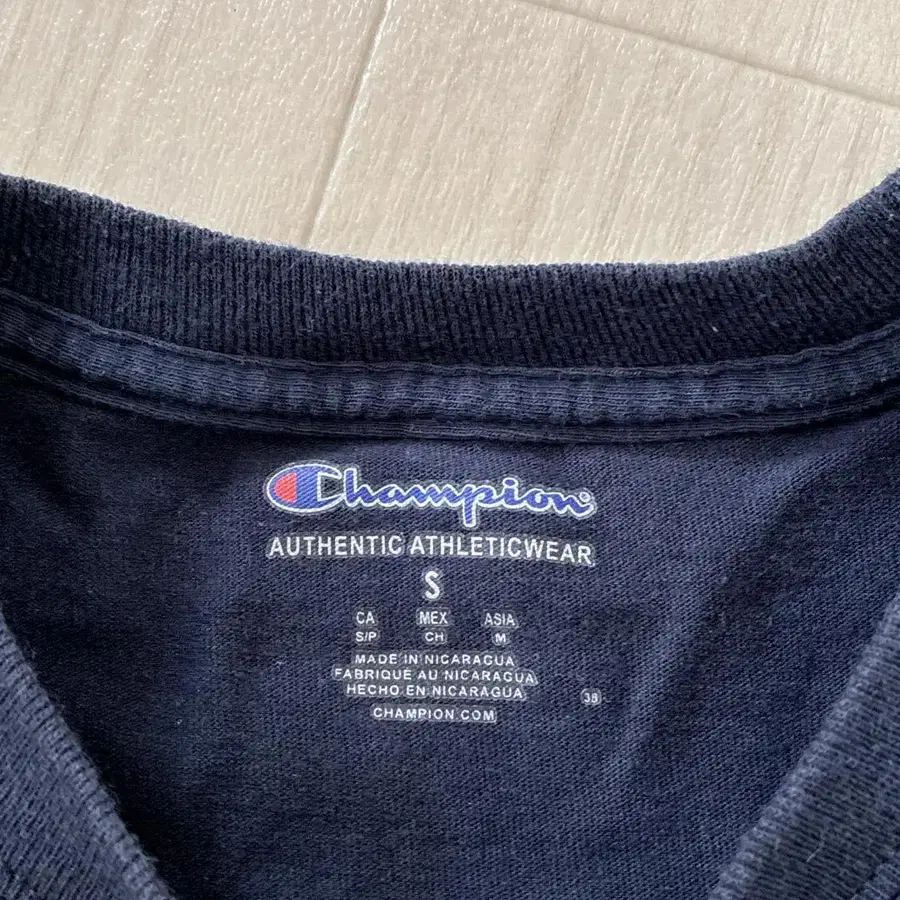 Champion
AUTHENTIC ATHLETICWEAR
S
CA MEX ASIA
S/P CH M
MADE IN NICARAGUA
FABRIQUE AU NICARAGUA
HECHO EN NICARAGUA
38
CHAMPION.COM